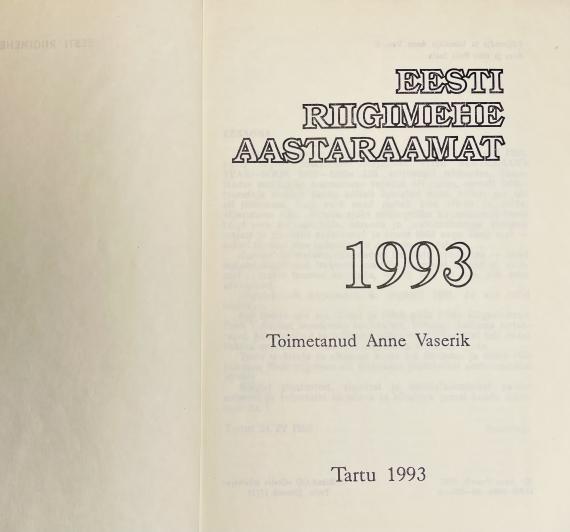 EESTI
RIIGIMEHE
AASTARAAMAT
1993
Toimetanud Anne Vaserik
Tartu 1993